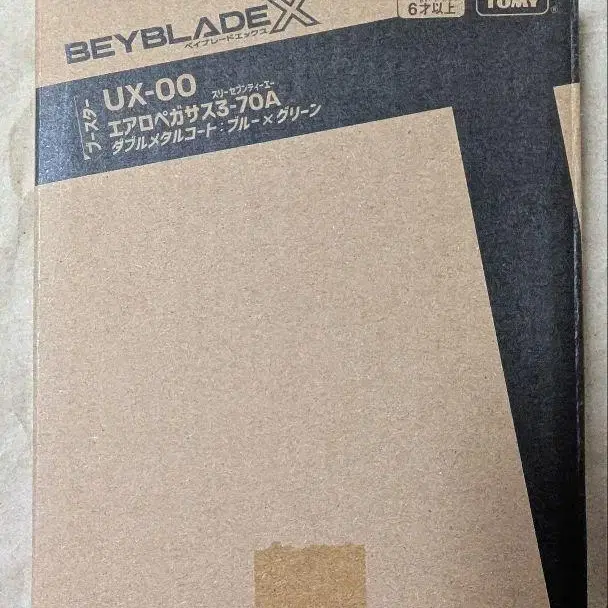 BEYBLADE X
ベイブレードエックス
6才以上
TOMY
ブースター
UX-00
スリーセブンティーエー
エアロペガサス3-70A
ダブルメタルコート:ブルー×グリーン